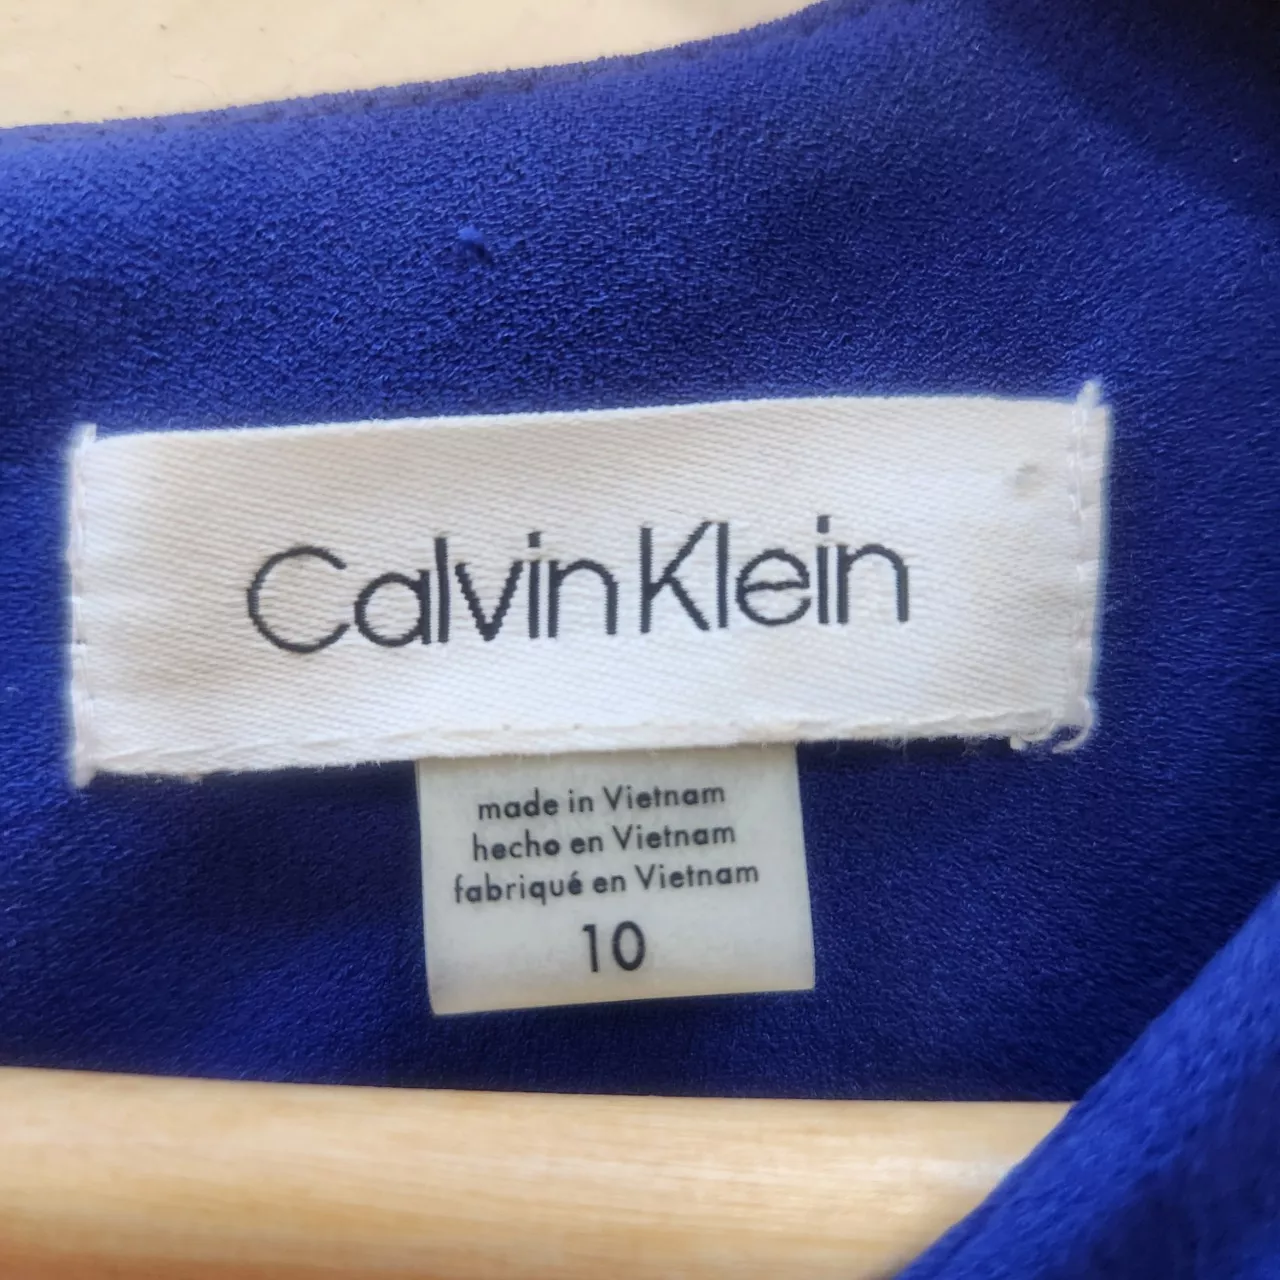 Calvin Klein
made in Vietnam
hecho en Vietnam
fabriqué en Vietnam
10